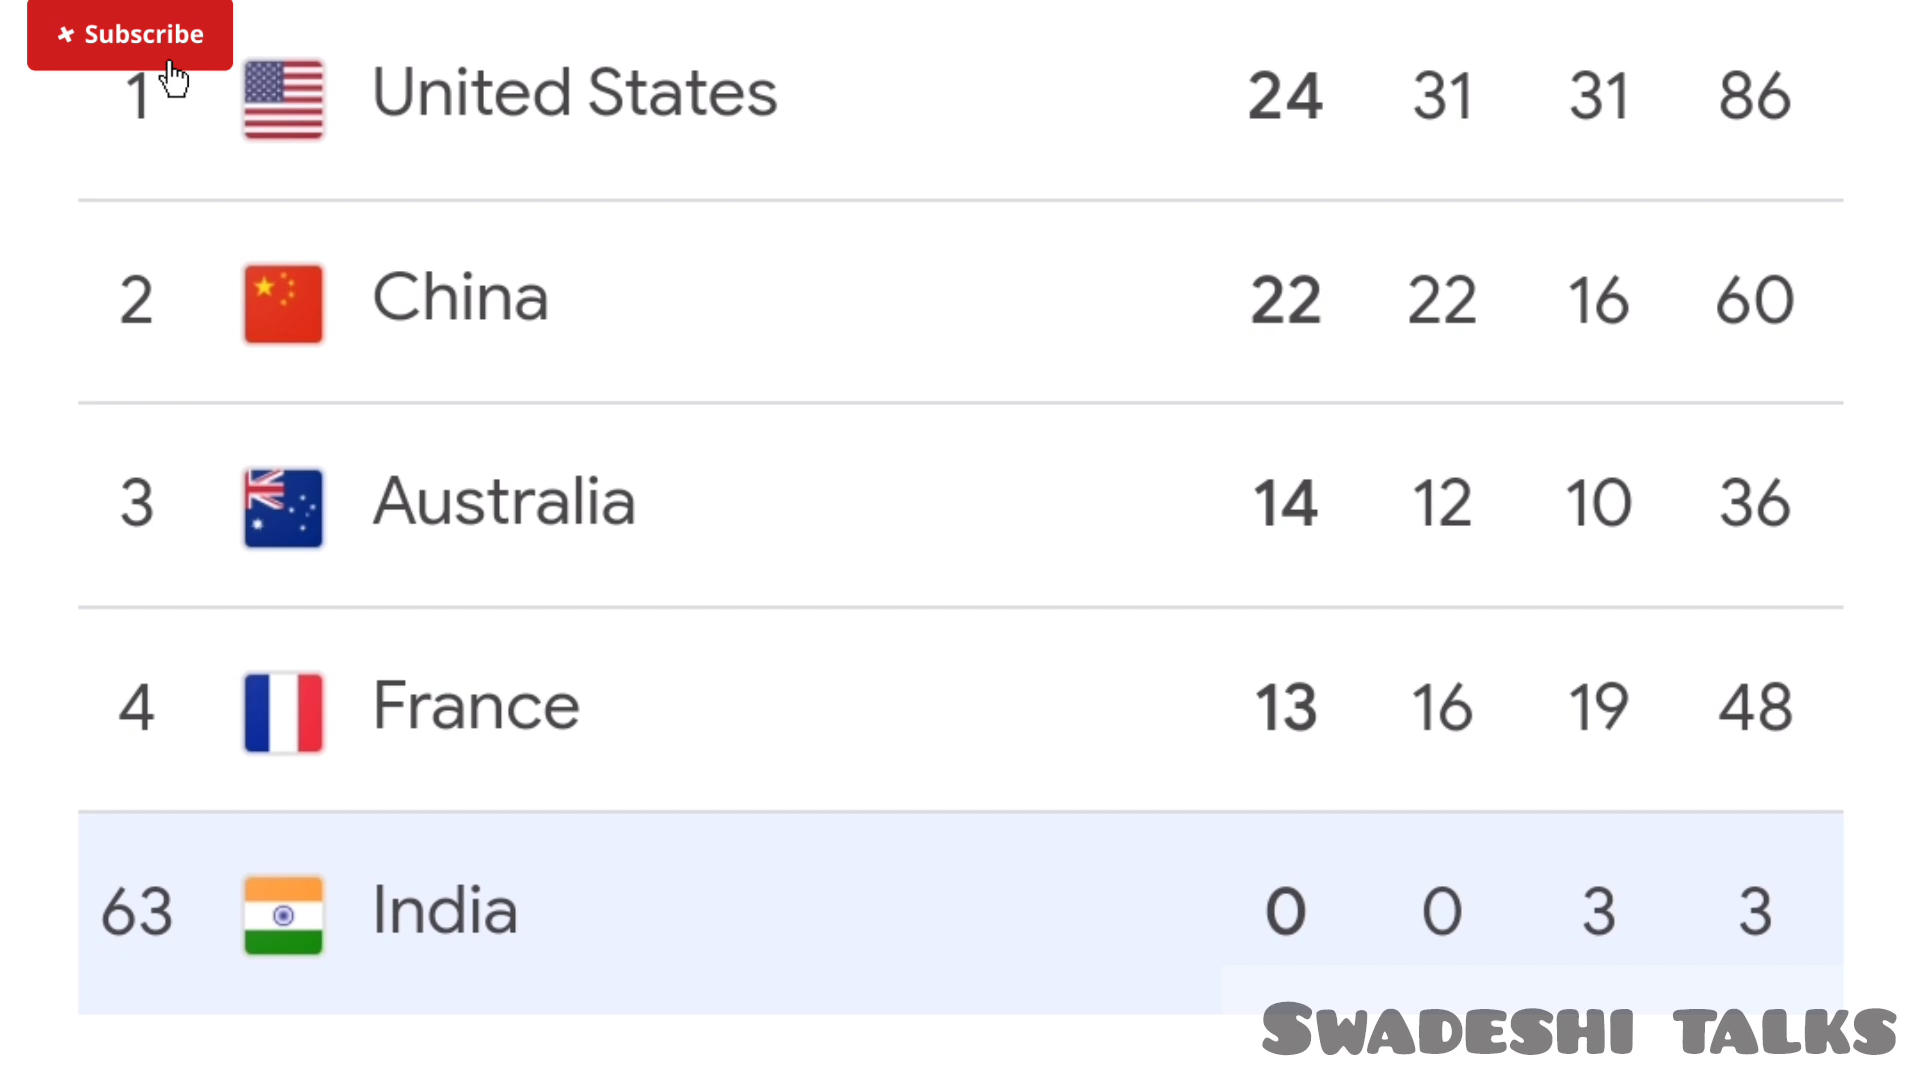 × Subscribe
1 United States 24 31 31 86
2 China 22 22 16 60
3 Australia 14 12 10 36
4 France 13 16 19 48
63 India 0 0 3 3
SWADESHI TALKS